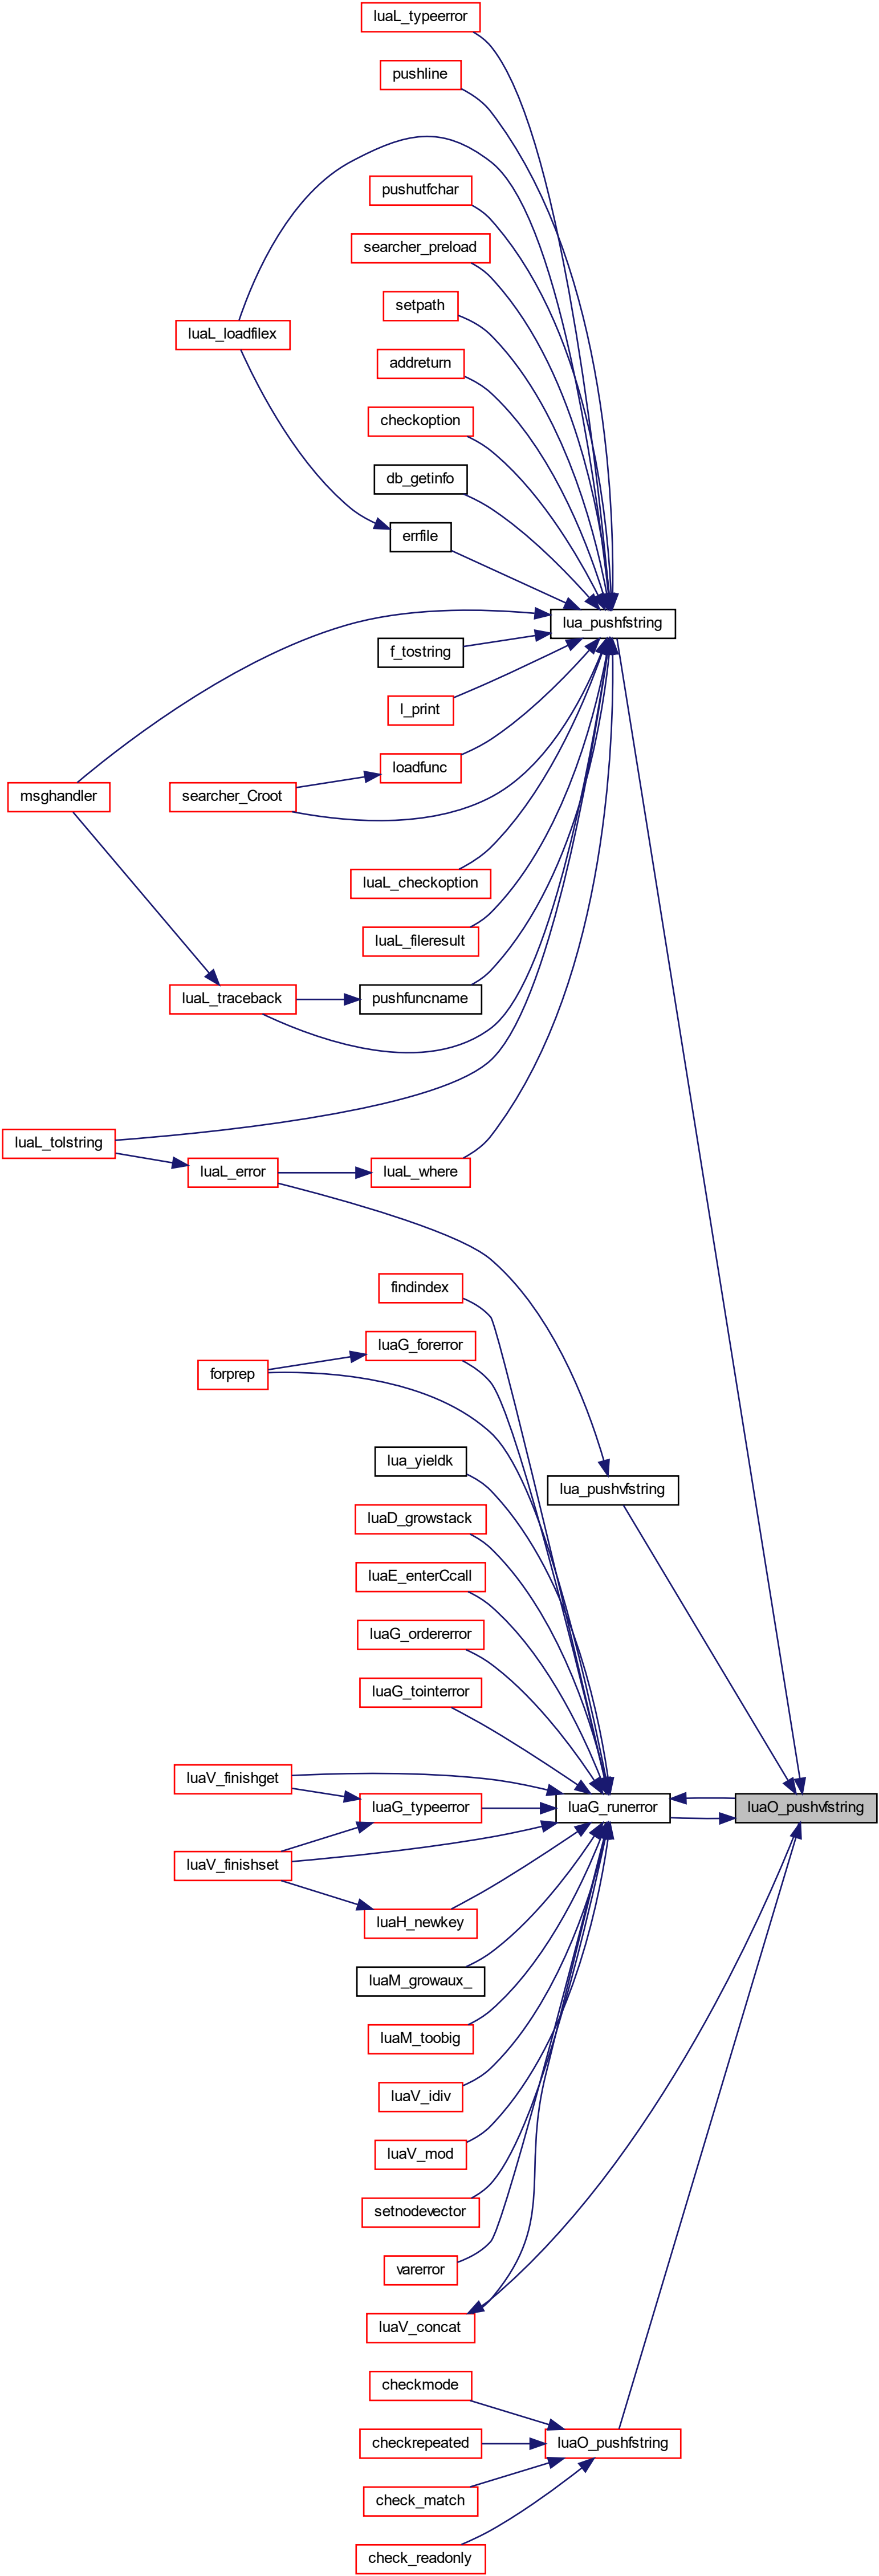 luaL_typeerror
pushline
pushutfchar
searcher_preload
setpath
luaL_loadfilex
addreturn
checkoption
db_getinfo
errfile
lua_pushfstring
f_tostring
l_print
loadfunc
msghandler
searcher_Croot
luaL_checkoption
luaL_fileresult
luaL_traceback
pushfuncname
luaL_tolstring
luaL_error
luaL_where
findindex
luaG_forerror
forprep
lua_yieldk
lua_pushvfstring
luaD_growstack
luaE_enterCcall
luaG_ordererror
luaG_tointerror
luaV_finishget
luaG_typeerror
luaG_runerror
luaO_pushvfstring
luaV_finishset
luaH_newkey
luaM_growaux_
luaM_toobig
luaV_idiv
luaV_mod
setnodevector
varerror
luaV_concat
checkmode
checkrepeated
luaO_pushfstring
check_match
check_readonly